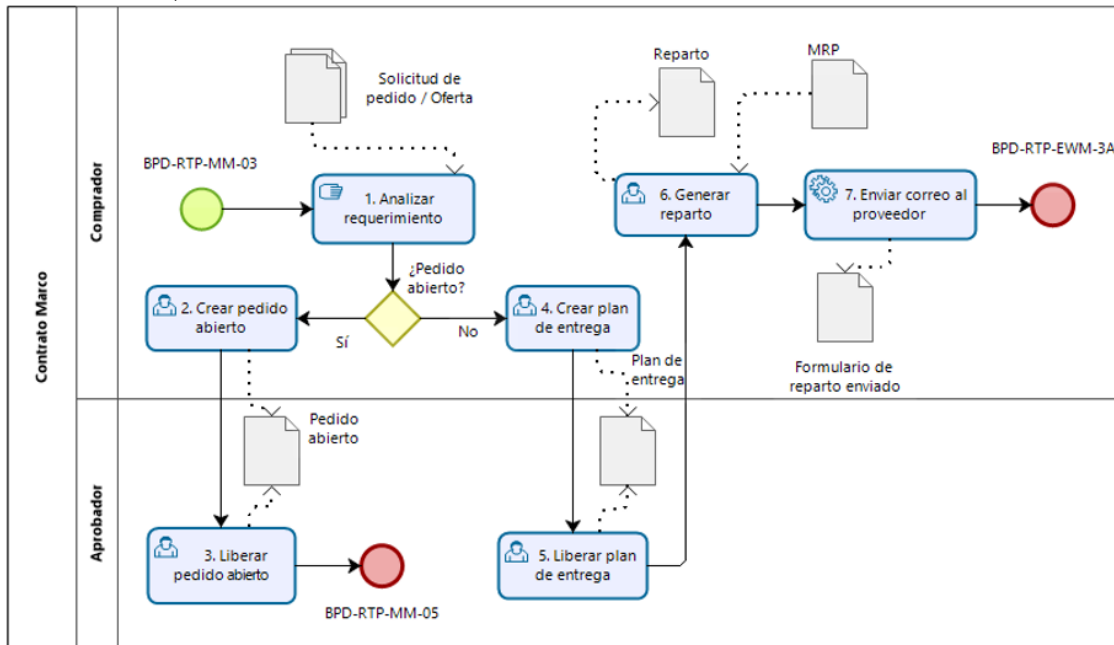 Contrato Marco
Comprador
Aprobador
Solicitud de
pedido / Oferta
Reparto
MRP
BPD-RTP-MM-03
BPD-RTP-EWM-3A
1. Analizar
requerimiento
6. Generar
reparto
7. Enviar correo al
proveedor
¿Pedido
abierto?
2. Crear pedido
abierto
Sí
No
4. Crear plan
de entrega
Plan de
entrega
Formulario de
reparto enviado
Pedido
abierto
3. Liberar
pedido abierto
5. Liberar plan
de entrega
BPD-RTP-MM-05